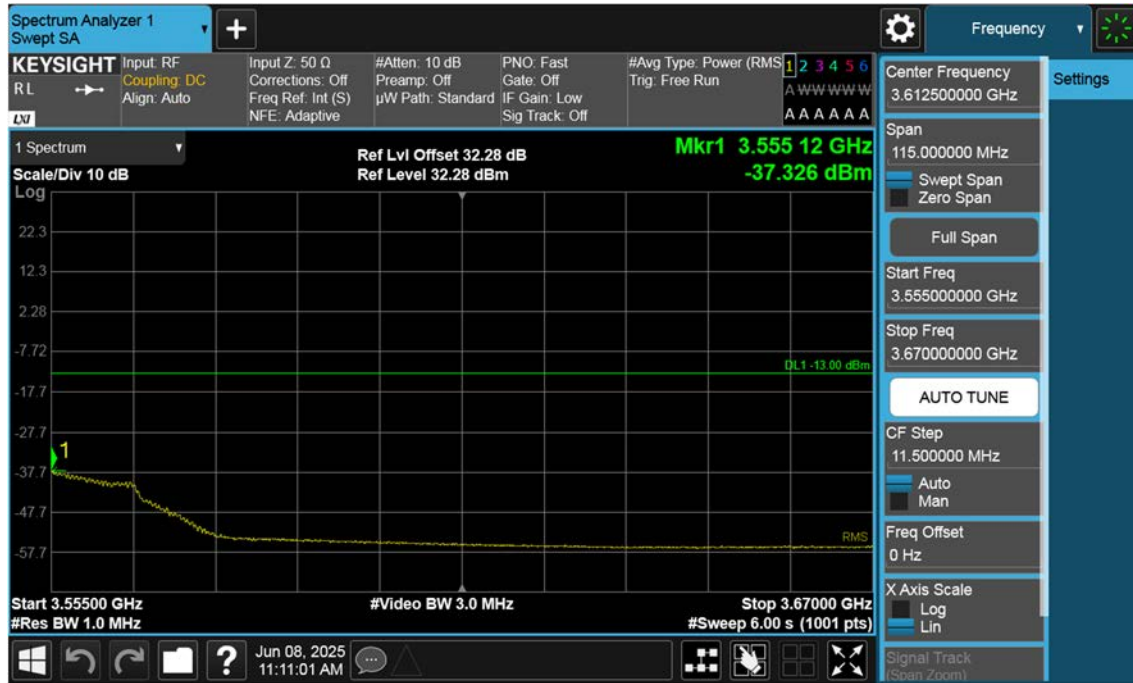 Spectrum Analyzer 1
Swept SA
Frequency
KEYSIGHT
RL
LXI
Input: RF
Coupling: DC
Align: Auto
Input Z: 50 Ω
Corrections: Off
Freq Ref: Int (S)
NFE: Adaptive
#Atten: 10 dB
Preamp: Off
µW Path: Standard
PNO: Fast
Gate: Off
IF Gain: Low
Sig Track: Off
#Avg Type: Power (RMS
Trig: Free Run
1 2 3 4 5 6
A W W W W W
A A A A A A
1 Spectrum
Scale/Div 10 dB
Log
Ref Lvl Offset 32.28 dB
Ref Level 32.28 dBm
Mkr1 3.555 12 GHz
-37.326 dBm
22.3
12.3
2.28
-7.72
DL1 -13.00 dBm
-17.7
-27.7
1
-37.7
-47.7
RMS
-57.7
Start 3.55500 GHz
#Res BW 1.0 MHz
#Video BW 3.0 MHz
Stop 3.67000 GHz
#Sweep 6.00 s (1001 pts)
Center Frequency
3.612500000 GHz
Settings
Span
115.000000 MHz
Swept Span
Zero Span
Full Span
Start Freq
3.555000000 GHz
Stop Freq
3.670000000 GHz
AUTO TUNE
CF Step
11.500000 MHz
Auto
Man
Freq Offset
0 Hz
X Axis Scale
Log
Lin
Signal Track
(Span Zoom)
?
Jun 08, 2025
11:11:01 AM